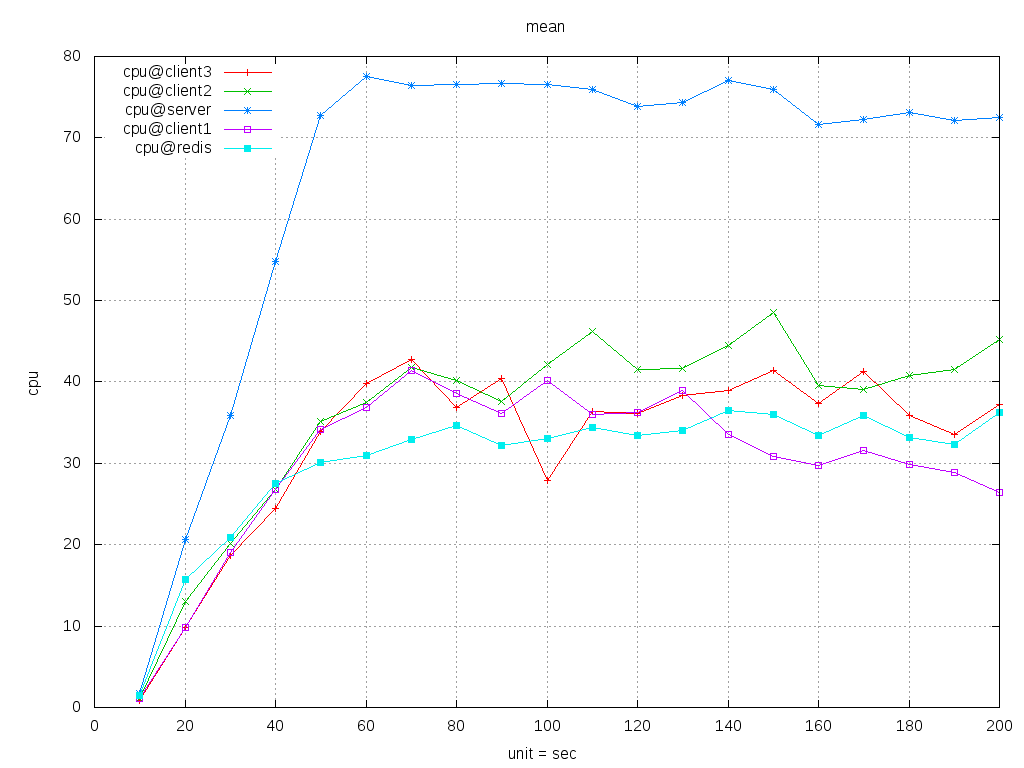 mean
80
70
60
50
40
30
20
10
0
cpu
cpu@client3
cpu@client2
cpu@server
cpu@client1
cpu@redis
0 20 40 60 80 100 120 140 160 180 200
unit = sec